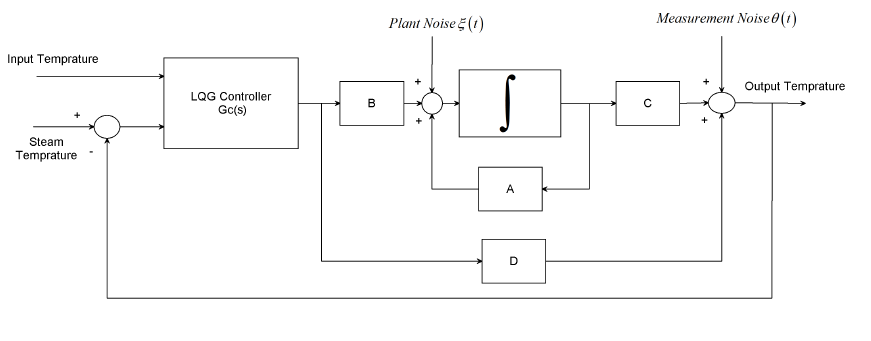 Plant Noise ξ(t)
Measurement Noise θ(t)
Input Temprature
LQG Controller
Gc(s)
B
+
+
∫
C
+
+
Output Temprature
+
Steam
Temprature
-
A
D